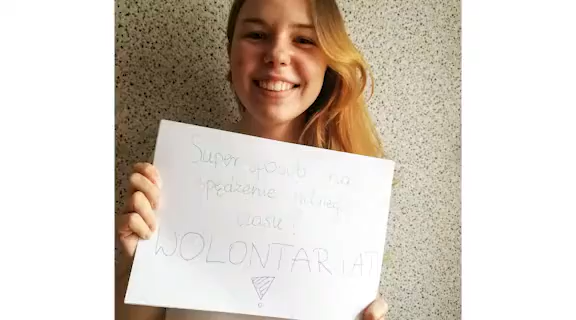 Super sposób na
spędzenie wolnego
czasu!
WOLONTARIAT
!